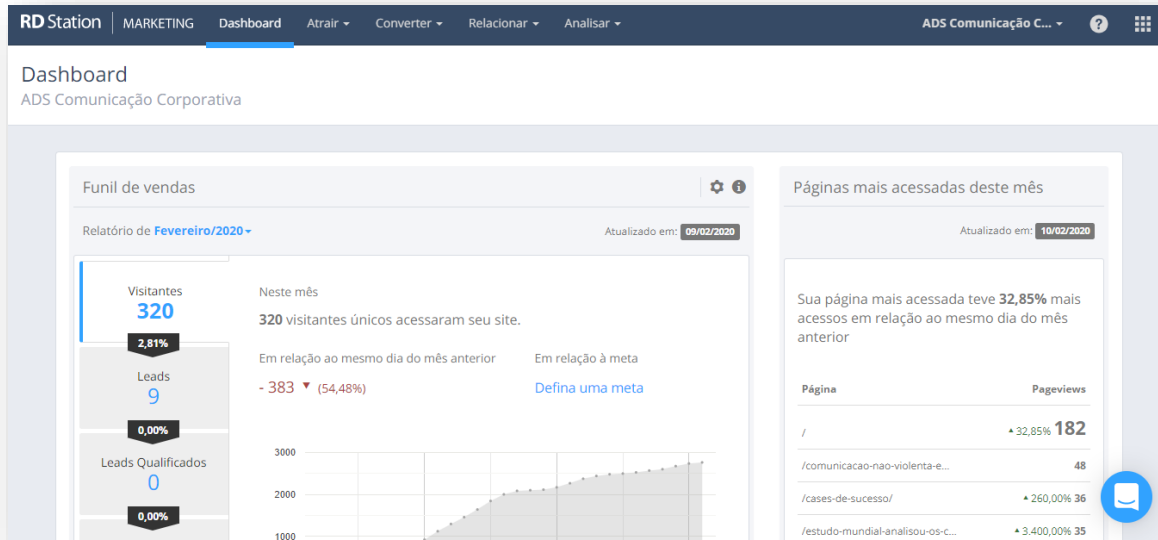 RD Station | MARKETING Dashboard Atrair Converter Relacionar Analisar ADS Comunicação C... ?
Dashboard
ADS Comunicação Corporativa
Funil de vendas
Relatório de Fevereiro/2020 Atualizado em: 09/02/2020
Visitantes
320
2,81%
Leads
9
0,00%
Leads Qualificados
0
0,00%
Neste mês
320 visitantes únicos acessaram seu site.
Em relação ao mesmo dia do mês anterior Em relação à meta
- 383 ▼ (54,48%) Defina uma meta
3000
2000
1000
Páginas mais acessadas deste mês
Atualizado em: 10/02/2020
Sua página mais acessada teve 32,85% mais
acessos em relação ao mesmo dia do mês
anterior
Página Pageviews
/ ▲ 32,85% 182
/comunicacao-nao-violenta-e... 48
/cases-de-sucesso/ ▲ 260,00% 36
/estudo-mundial-analisou-os-c... ▲ 3.400,00% 35